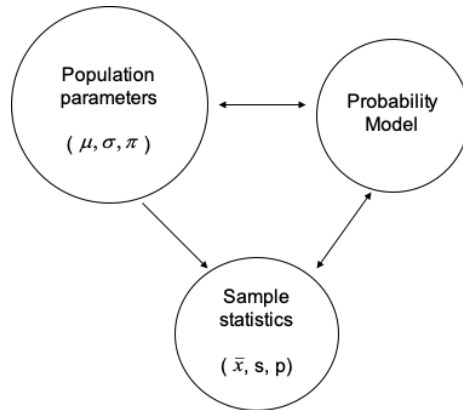 Population
parameters
( μ, σ, π )
Probability
Model
Sample
statistics
( x̄, s, p)